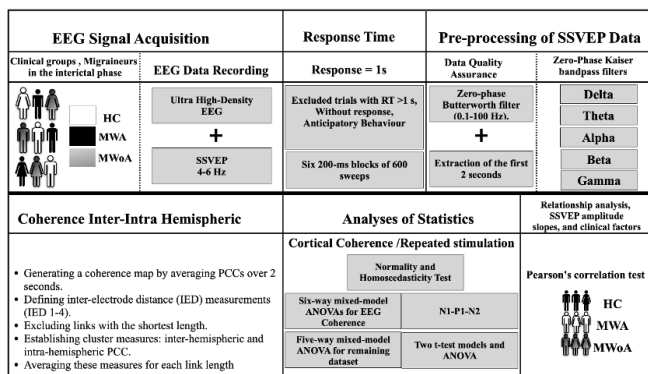 EEG Signal Acquisition
Response Time
Pre-processing of SSVEP Data
Clinical groups , Migraineurs
in the interictal phase
EEG Data Recording
Response = 1s
Data Quality
Assurance
Zero-Phase Kaiser
bandpass filters
HC
MWA
MWoA
Ultra High-Density
EEG
+
SSVEP
4-6 Hz
Excluded trials with RT >1 s,
Without response,
Anticipatory Behaviour
Six 200-ms blocks of 600
sweeps
Zero-phase
Butterworth filter
(0.1-100 Hz).
+
Extraction of the first
2 seconds
Delta
Theta
Alpha
Beta
Gamma
Coherence Inter-Intra Hemispheric
• Generating a coherence map by averaging PCCs over 2
seconds.
• Defining inter-electrode distance (IED) measurements
(IED 1-4).
• Excluding links with the shortest length.
• Establishing cluster measures: inter-hemispheric and
intra-hemispheric PCC.
• Averaging these measures for each link length
Analyses of Statistics
Cortical Coherence /Repeated stimulation
Normality and
Homoscedasticity Test
Six-way mixed-model
ANOVAs for EEG
Coherence
N1-P1-N2
Five-way mixed-model
ANOVA for remaining
dataset
Two t-test models and
ANOVA
Relationship analysis,
SSVEP amplitude
slopes, and clinical factors
Pearson's correlation test
HC
MWA
MWoA